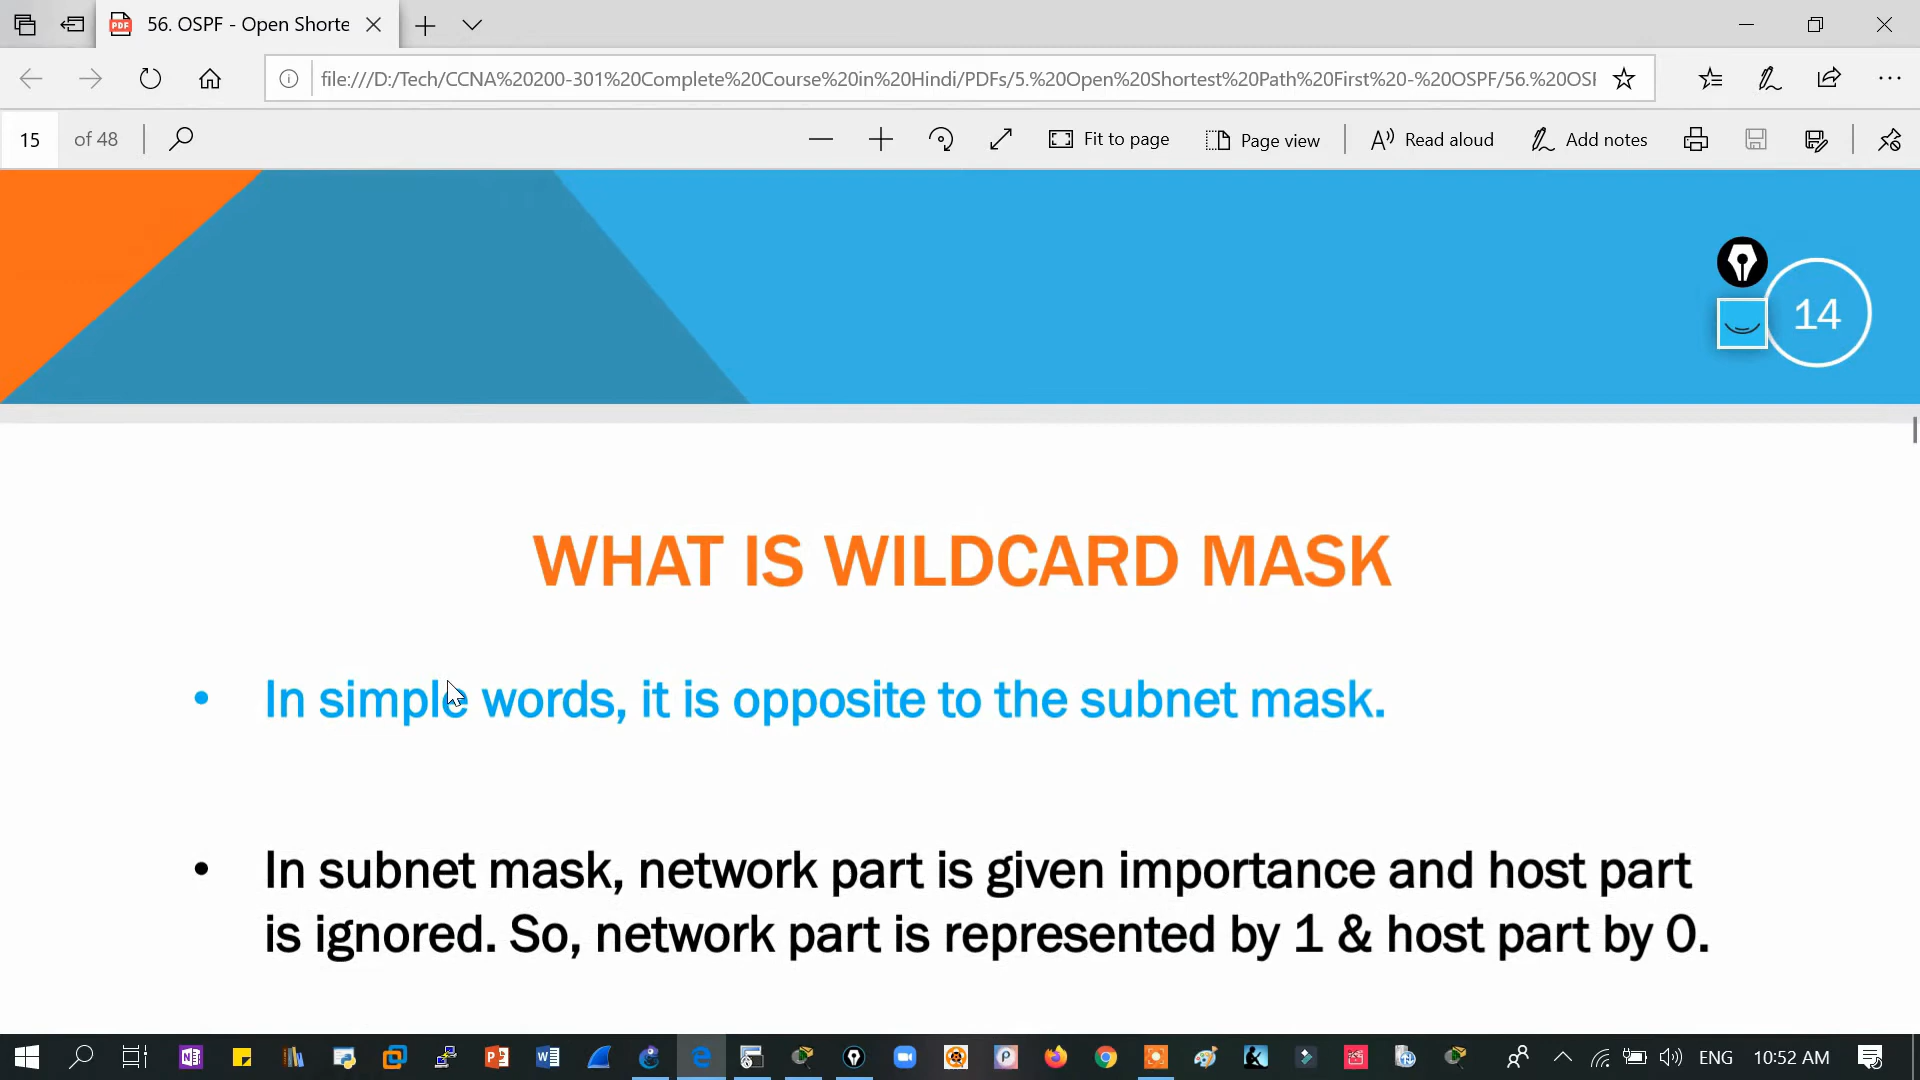 56. OSPF - Open Shorte
file:///D:/Tech/CCNA%20200-301%20Complete%20Course%20in%20Hindi/PDFs/5.%20Open%20Shortest%20Path%20First%20-%20OSPF/56.%20OSI
15 of 48
Fit to page
Page view
Read aloud
Add notes
14
WHAT IS WILDCARD MASK
• In simple words, it is opposite to the subnet mask.
• In subnet mask, network part is given importance and host part
is ignored. So, network part is represented by 1 & host part by 0.
ENG
10:52 AM